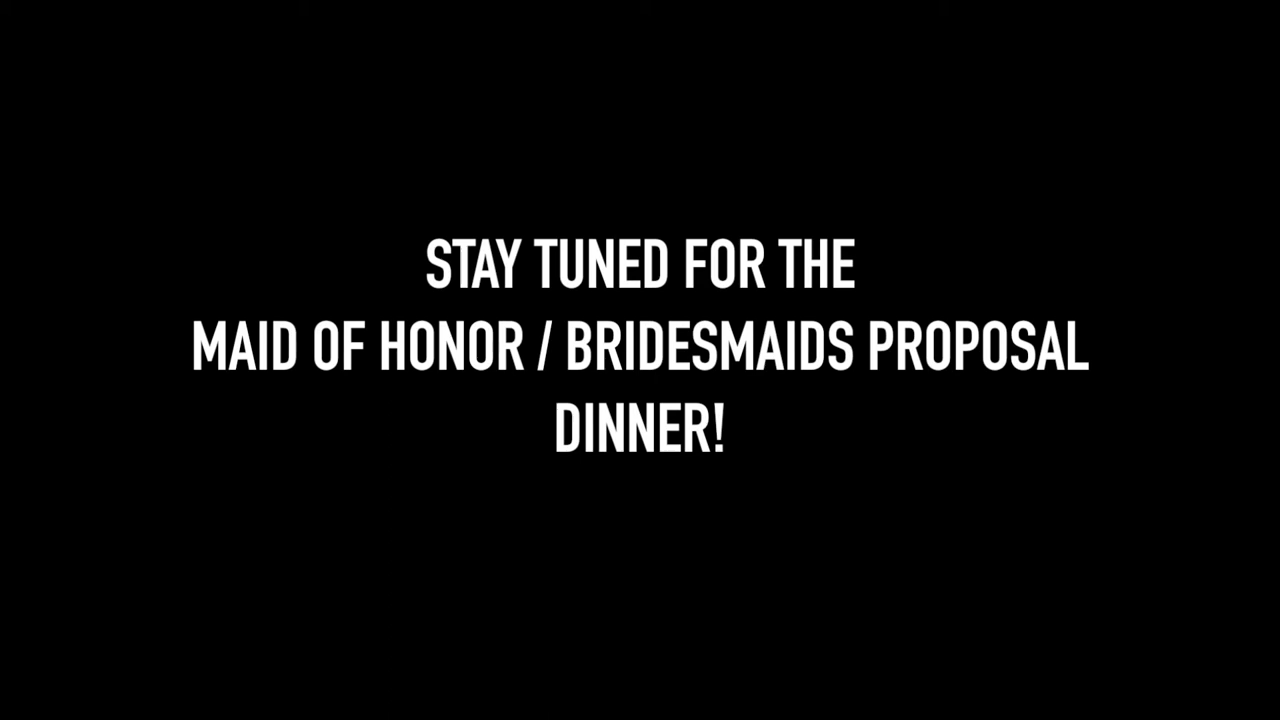 STAY TUNED FOR THE
MAID OF HONOR / BRIDESMAIDS PROPOSAL
DINNER!